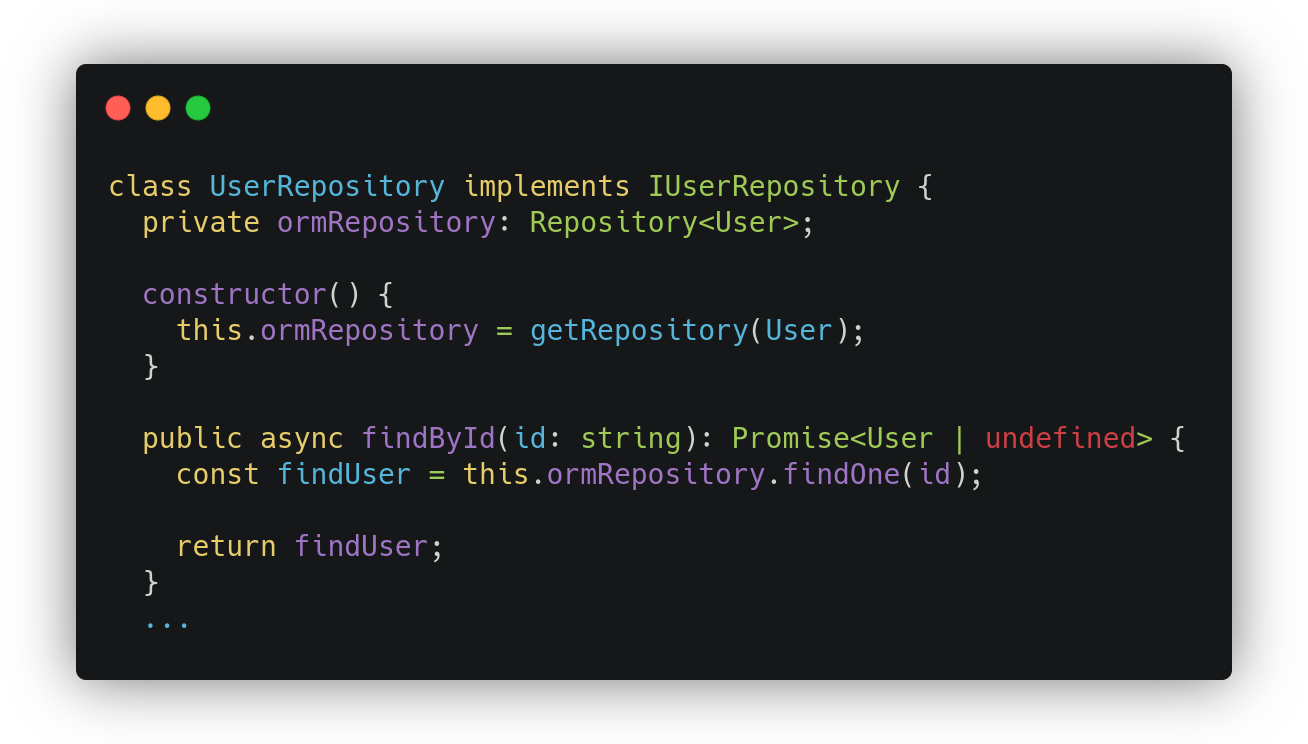 class UserRepository implements IUserRepository {
  private ormRepository: Repository<User>;

  constructor() {
    this.ormRepository = getRepository(User);
  }

  public async findById(id: string): Promise<User | undefined> {
    const findUser = this.ormRepository.findOne(id);

    return findUser;
  }
  ...